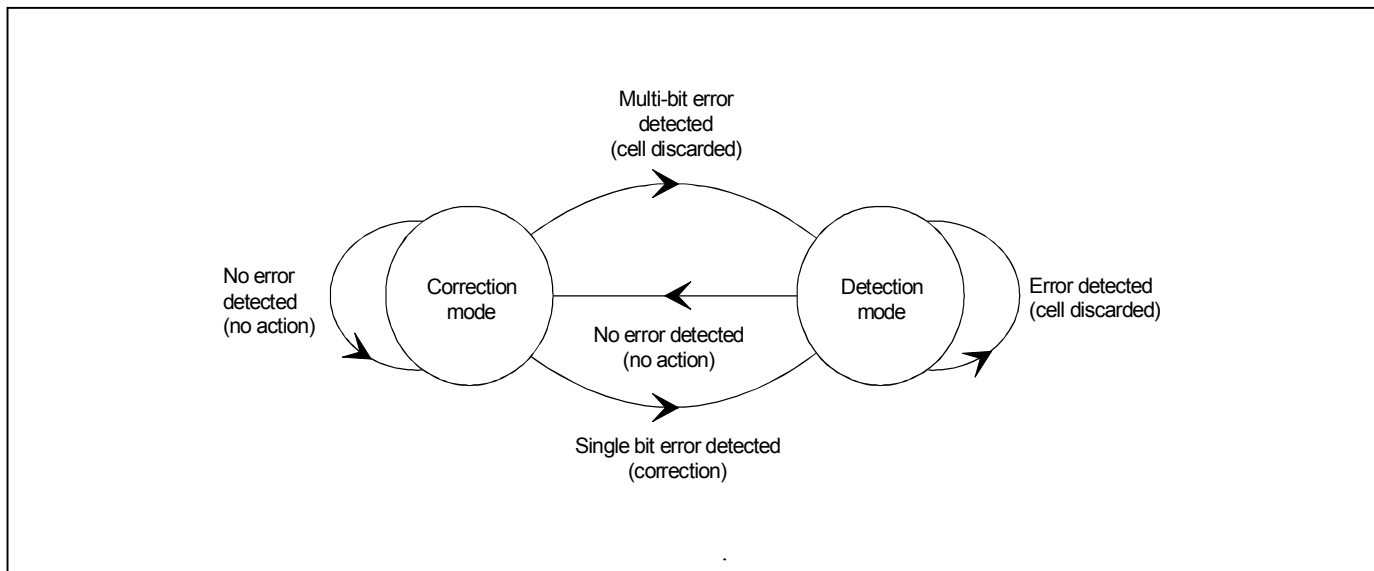 Multi-bit error
detected
(cell discarded)
No error
detected
(no action)
Correction
mode
Detection
mode
Error detected
(cell discarded)
No error detected
(no action)
Single bit error detected
(correction)
.